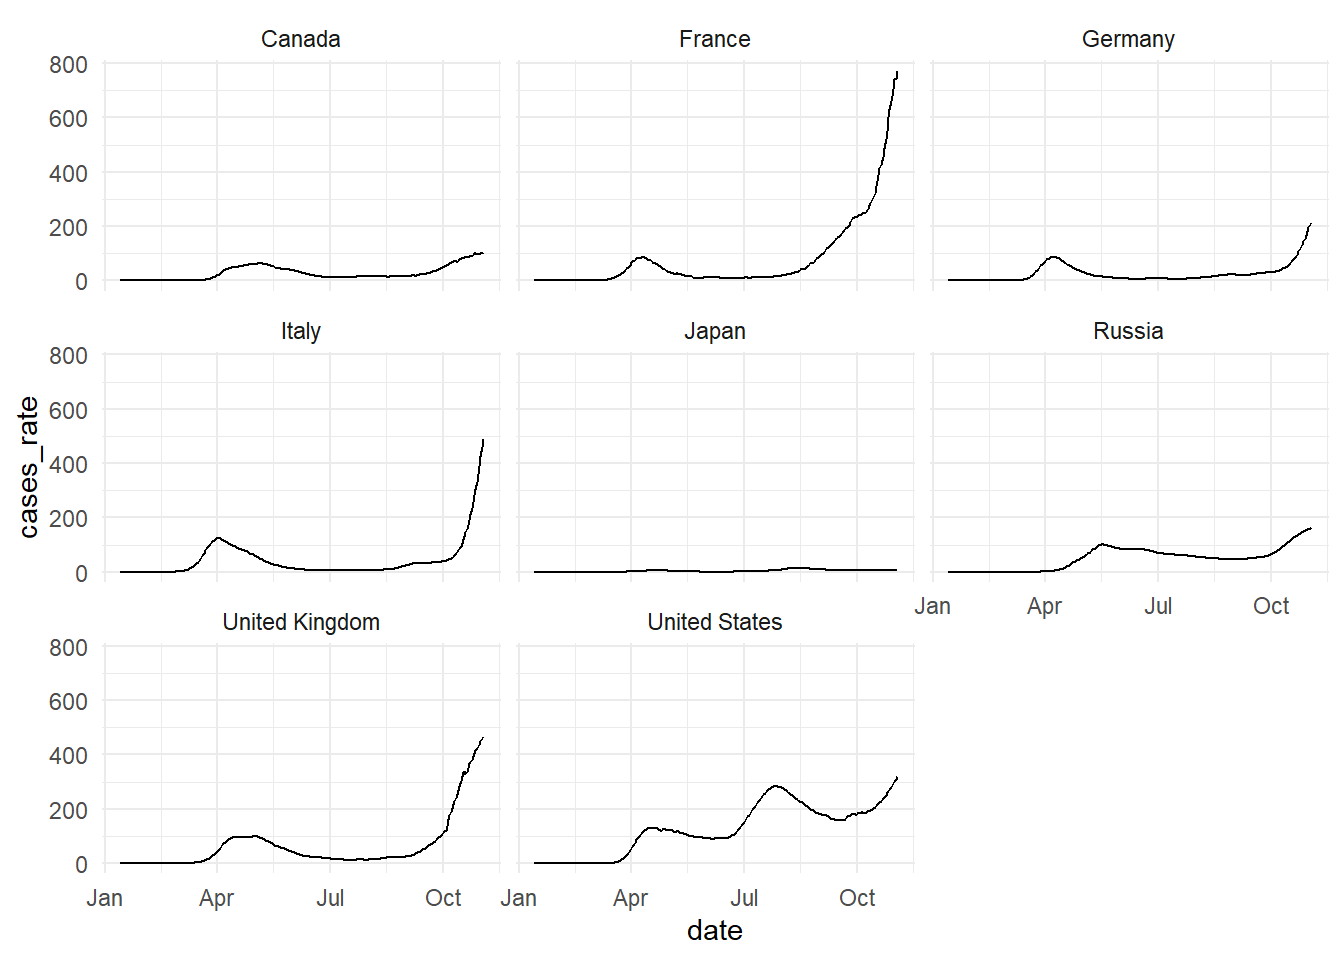 Canada France Germany
800
600
400
200
0
Italy Japan Russia
800
600
400
200
0
cases_rate
Jan Apr Jul Oct
United Kingdom United States
800
600
400
200
0
Jan Apr Jul Oct Jan Apr Jul Oct
date